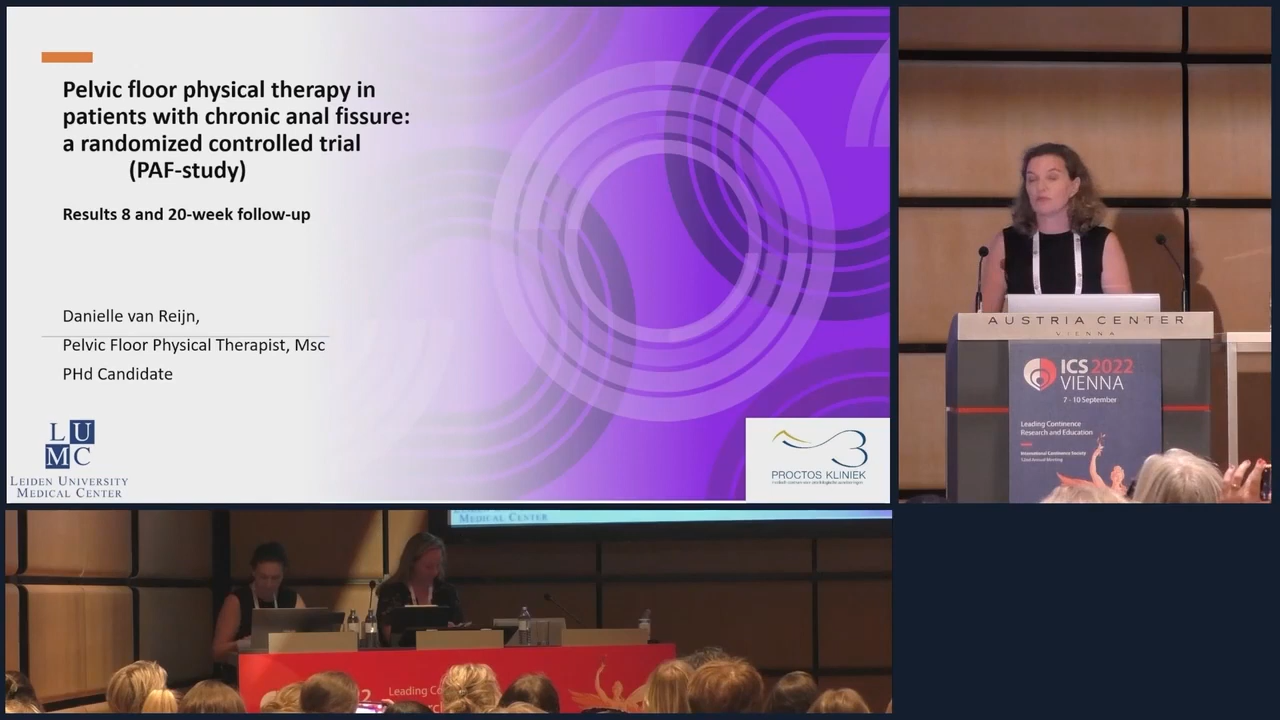 Pelvic floor physical therapy in
patients with chronic anal fissure:
a randomized controlled trial
(PAF-study)
Results 8 and 20-week follow-up
Danielle van Reijn,
Pelvic Floor Physical Therapist, Msc
PHd Candidate
L U
M C
LEIDEN UNIVERSITY
MEDICAL CENTER
PROCTOS KLINIEK
AUSTRIA CENTER
VIENNA
ICS 2022
VIENNA
7 - 10 September
Leading Continence
Research and Education
International Continence Society
MEDICAL CENTER
Leading Co